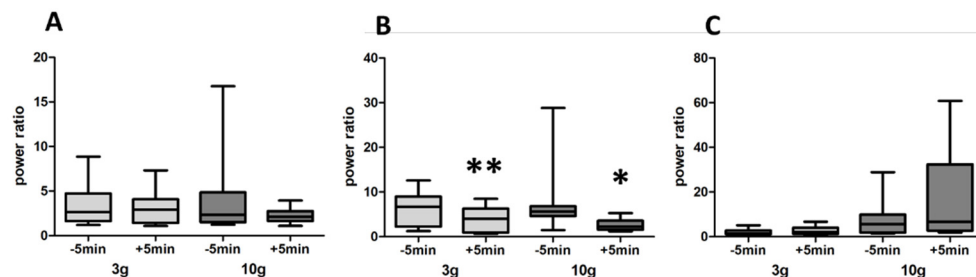 A
power ratio
20
15
10
5
0
-5min +5min -5min +5min
3g 10g
B
power ratio
40
30
20
10
0
** *
-5min +5min -5min +5min
3g 10g
C
power ratio
80
60
40
20
0
-5min +5min -5min +5min
3g 10g